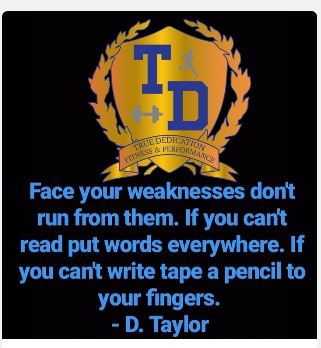 T
D
TRUE DEDICATION
FITNESS & PERFORMANCE
Face your weaknesses don't
run from them. If you can't
read put words everywhere. If
you can't write tape a pencil to
your fingers.
- D. Taylor